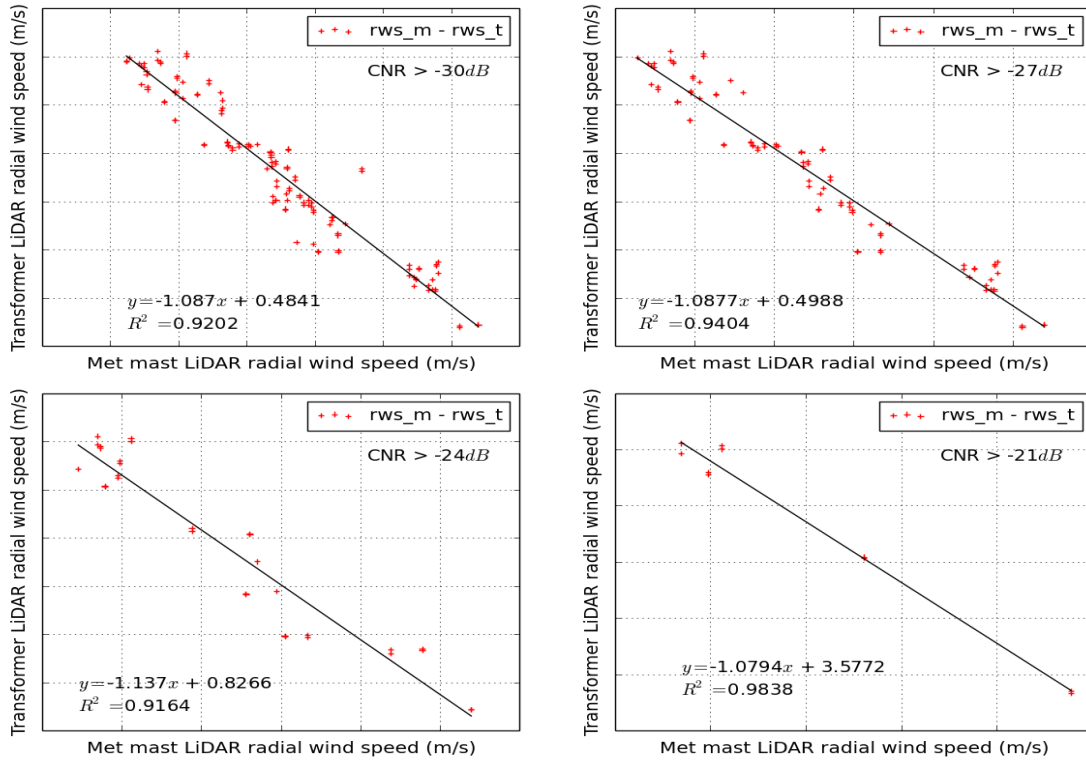 Transformer LiDAR radial wind speed (m/s)
rws_m - rws_t
CNR > -30dB
y=-1.087x + 0.4841
R² =0.9202
Met mast LiDAR radial wind speed (m/s)
Transformer LiDAR radial wind speed (m/s)
rws_m - rws_t
CNR > -27dB
y=-1.0877x + 0.4988
R² =0.9404
Met mast LiDAR radial wind speed (m/s)
Transformer LiDAR radial wind speed (m/s)
rws_m - rws_t
CNR > -24dB
y=-1.137x + 0.8266
R² =0.9164
Met mast LiDAR radial wind speed (m/s)
Transformer LiDAR radial wind speed (m/s)
rws_m - rws_t
CNR > -21dB
y=-1.0794x + 3.5772
R² =0.9838
Met mast LiDAR radial wind speed (m/s)